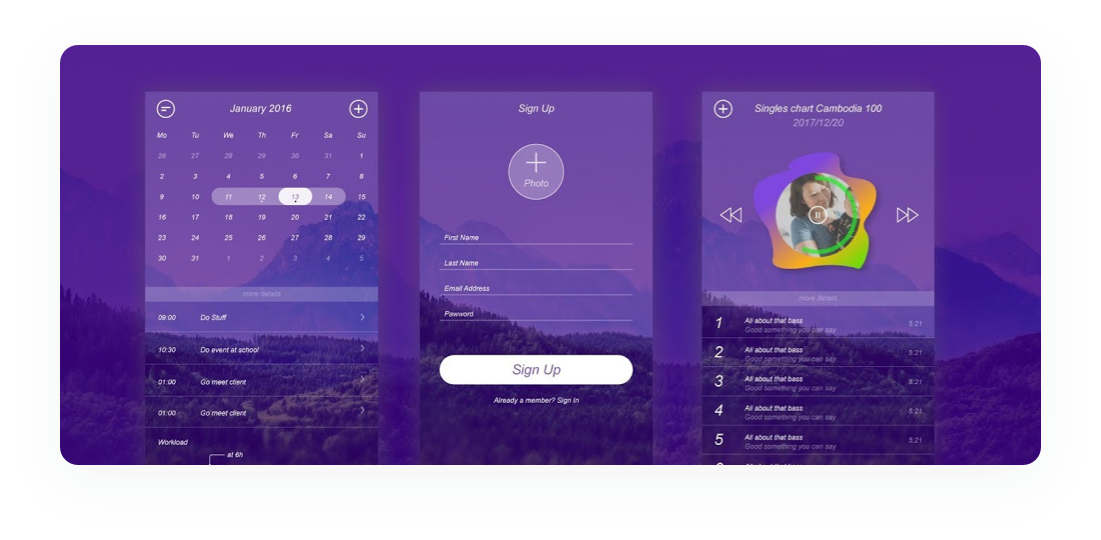 January 2016
Mo Tu We Th Fr Sa Su
26 27 28 29 30 31 1
2 3 4 5 6 7 8
9 10 11 12 13 14 15
16 17 18 19 20 21 22
23 24 25 26 27 28 29
30 31 1 2 3 4 5
more details
09:00 Do Stuff
10:30 Do event at school
01:00 Go meet client
01:00 Go meet client
Workload
at 6h
Sign Up
Photo
First Name
Last Name
Email Address
Pawword
Sign Up
Already a member? Sign In
Singles chart Cambodia 100
2017/12/20
more details
1 All about that bass 5:21
Good something you can say
2 All about that bass 5:21
Good something you can say
3 All about that bass 5:21
Good something you can say
4 All about that bass 5:21
Good something you can say
5 All about that bass 5:21
Good something you can say